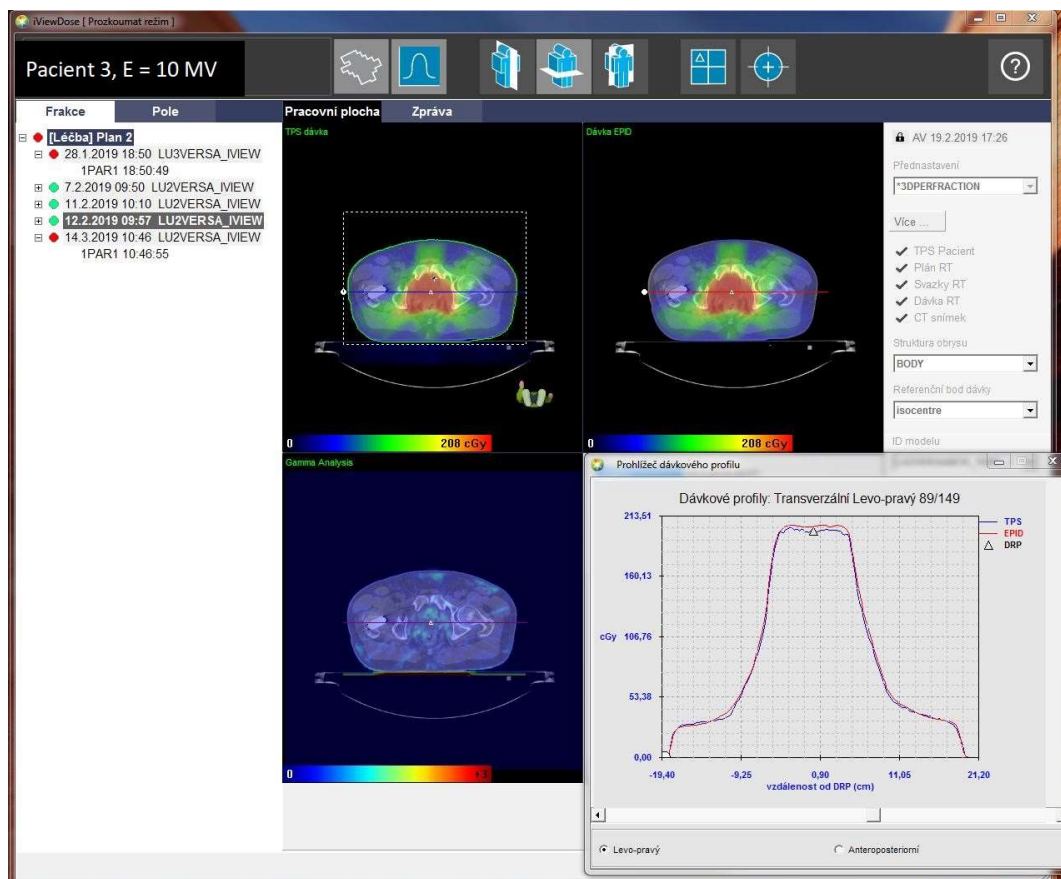 iViewDose [ Prozkoumat režim ]
Pacient 3, E = 10 MV
Frakce Pole Pracovní plocha Zpráva
[Léčba] Plan 2
28.1.2019 18:50 LU3VERSA_IVIEW
1PAR1 18:50:49
7.2.2019 09:50 LU2VERSA_IVIEW
11.2.2019 10:10 LU2VERSA_IVIEW
12.2.2019 09:57 LU2VERSA_IVIEW
14.3.2019 10:46 LU2VERSA_IVIEW
1PAR1 10:46:55
TPS dávka
0 208 cGy
Dávka EPID
0 208 cGy
AV 19.2.2019 17:26
Přednastavení
*3DPERFRACTION
Více ...
TPS Pacient
Plán RT
Svazky RT
Dávka RT
CT snímek
Struktura obrysu
BODY
Referenční bod dávky
isocentre
ID modelu
Gamma Analysis
0 +3
Prohlížeč dávkového profilu
Dávkové profily: Transverzální Levo-pravý 89/149
213,51
160,13
cGy 106,76
53,38
0,00
-19,40 -9,25 0,90 11,05 21,20
vzdálenost od DRP (cm)
TPS
EPID
DRP
Levo-pravý Anteroposteriorní